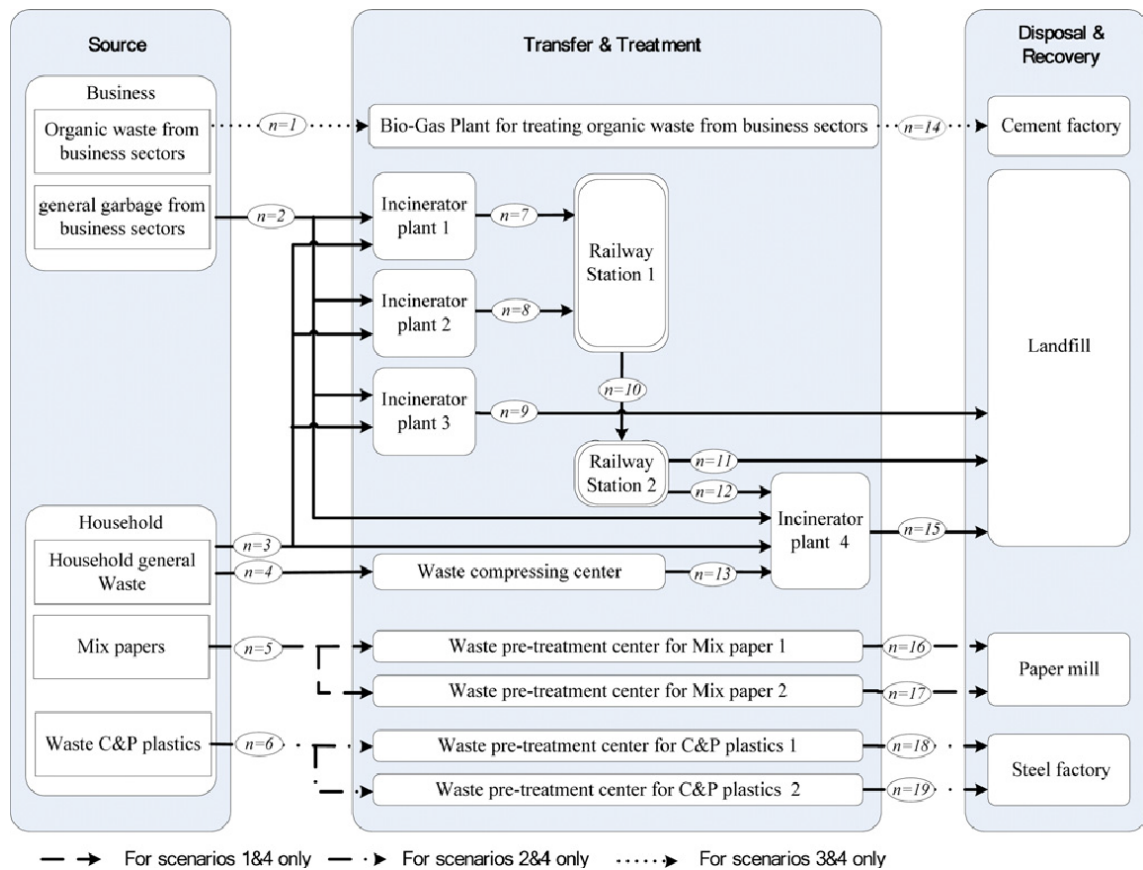 Source
Transfer & Treatment
Disposal &
Recovery
Business
Organic waste from
business sectors
n=1
Bio-Gas Plant for treating organic waste from business sectors
n=14
Cement factory
general garbage from
business sectors
n=2
Incinerator
plant 1
n=7
Railway
Station 1
Incinerator
plant 2
n=8
Landfill
n=10
Incinerator
plant 3
n=9
Railway
Station 2
n=11
n=12
Incinerator
plant 4
n=15
Household
Household general
Waste
n=3
n=4
Waste compressing center
n=13
Mix papers
n=5
Waste pre-treatment center for Mix paper 1
n=16
Waste pre-treatment center for Mix paper 2
n=17
Paper mill
Waste C&P plastics
n=6
Waste pre-treatment center for C&P plastics 1
n=18
Waste pre-treatment center for C&P plastics 2
n=19
Steel factory
For scenarios 1&4 only
For scenarios 2&4 only
For scenarios 3&4 only